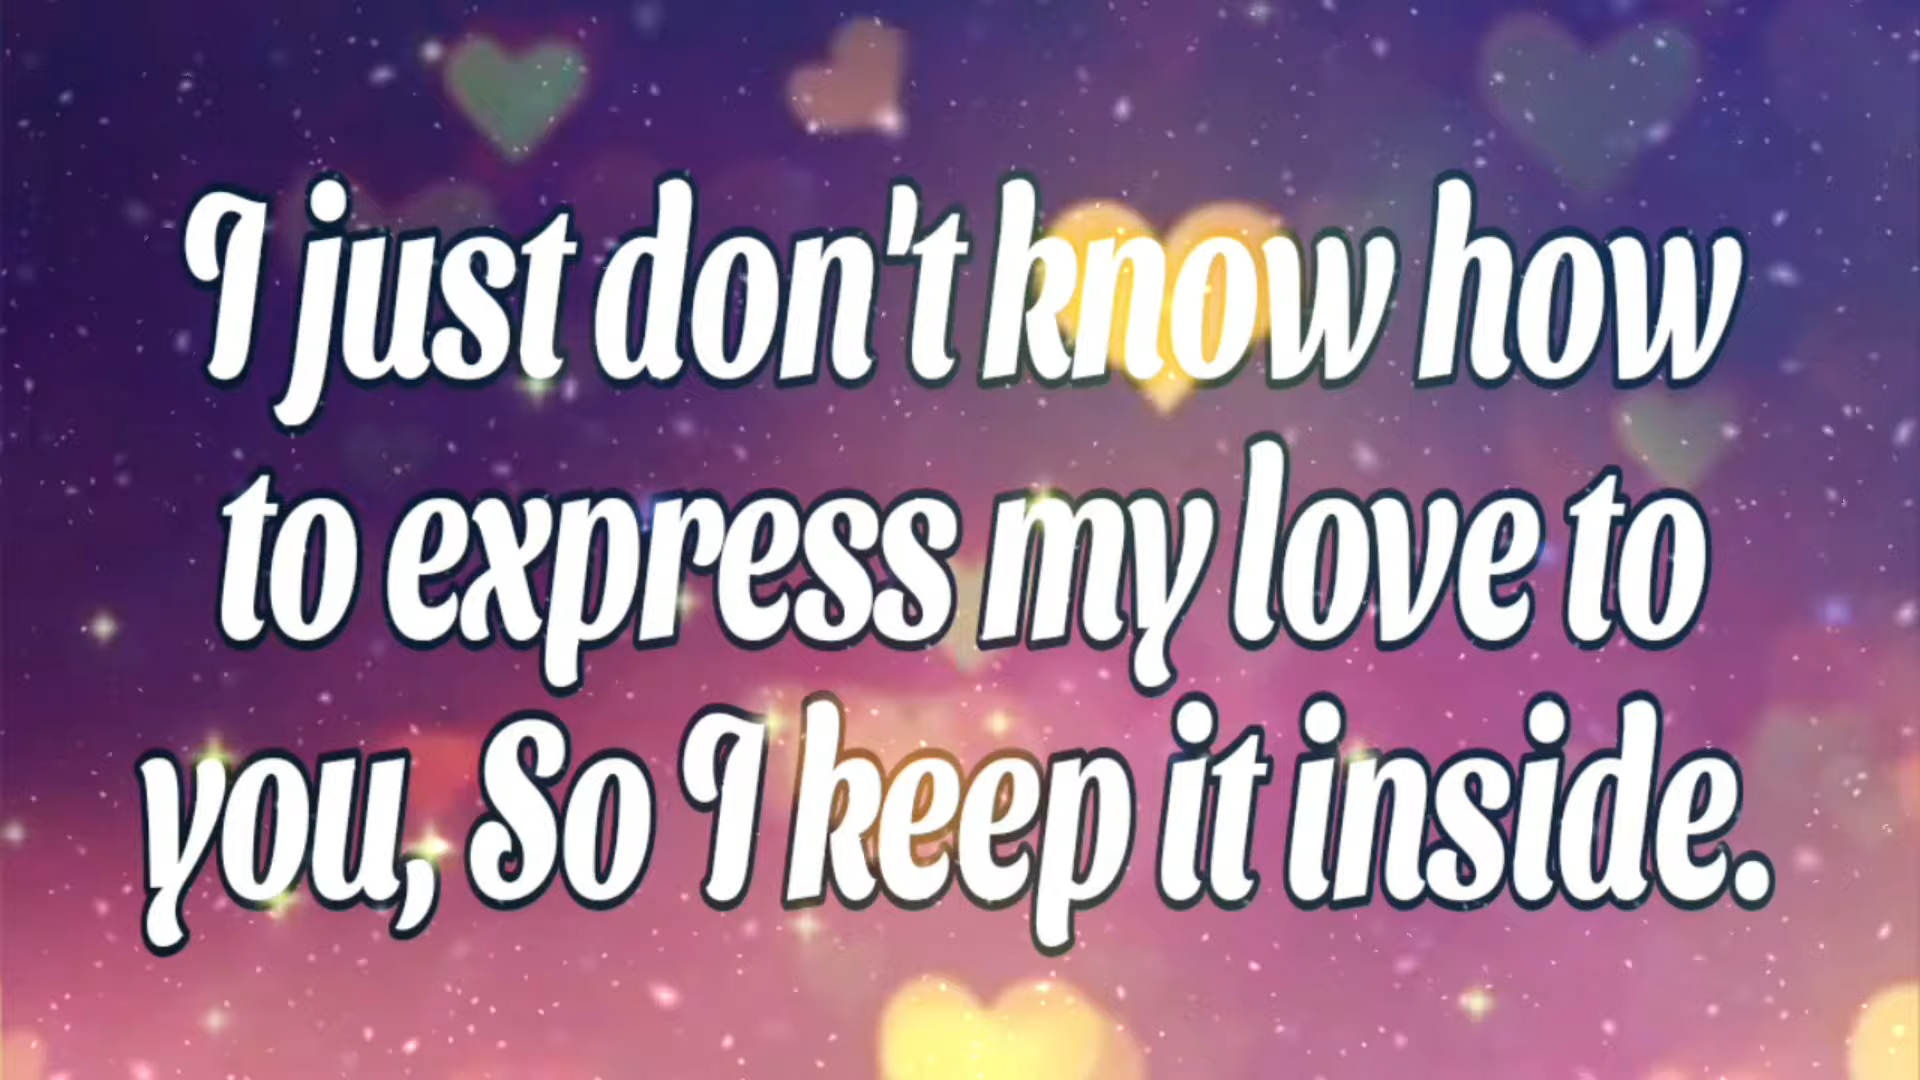 I just don't know how
to express my love to
you, So I keep it inside.